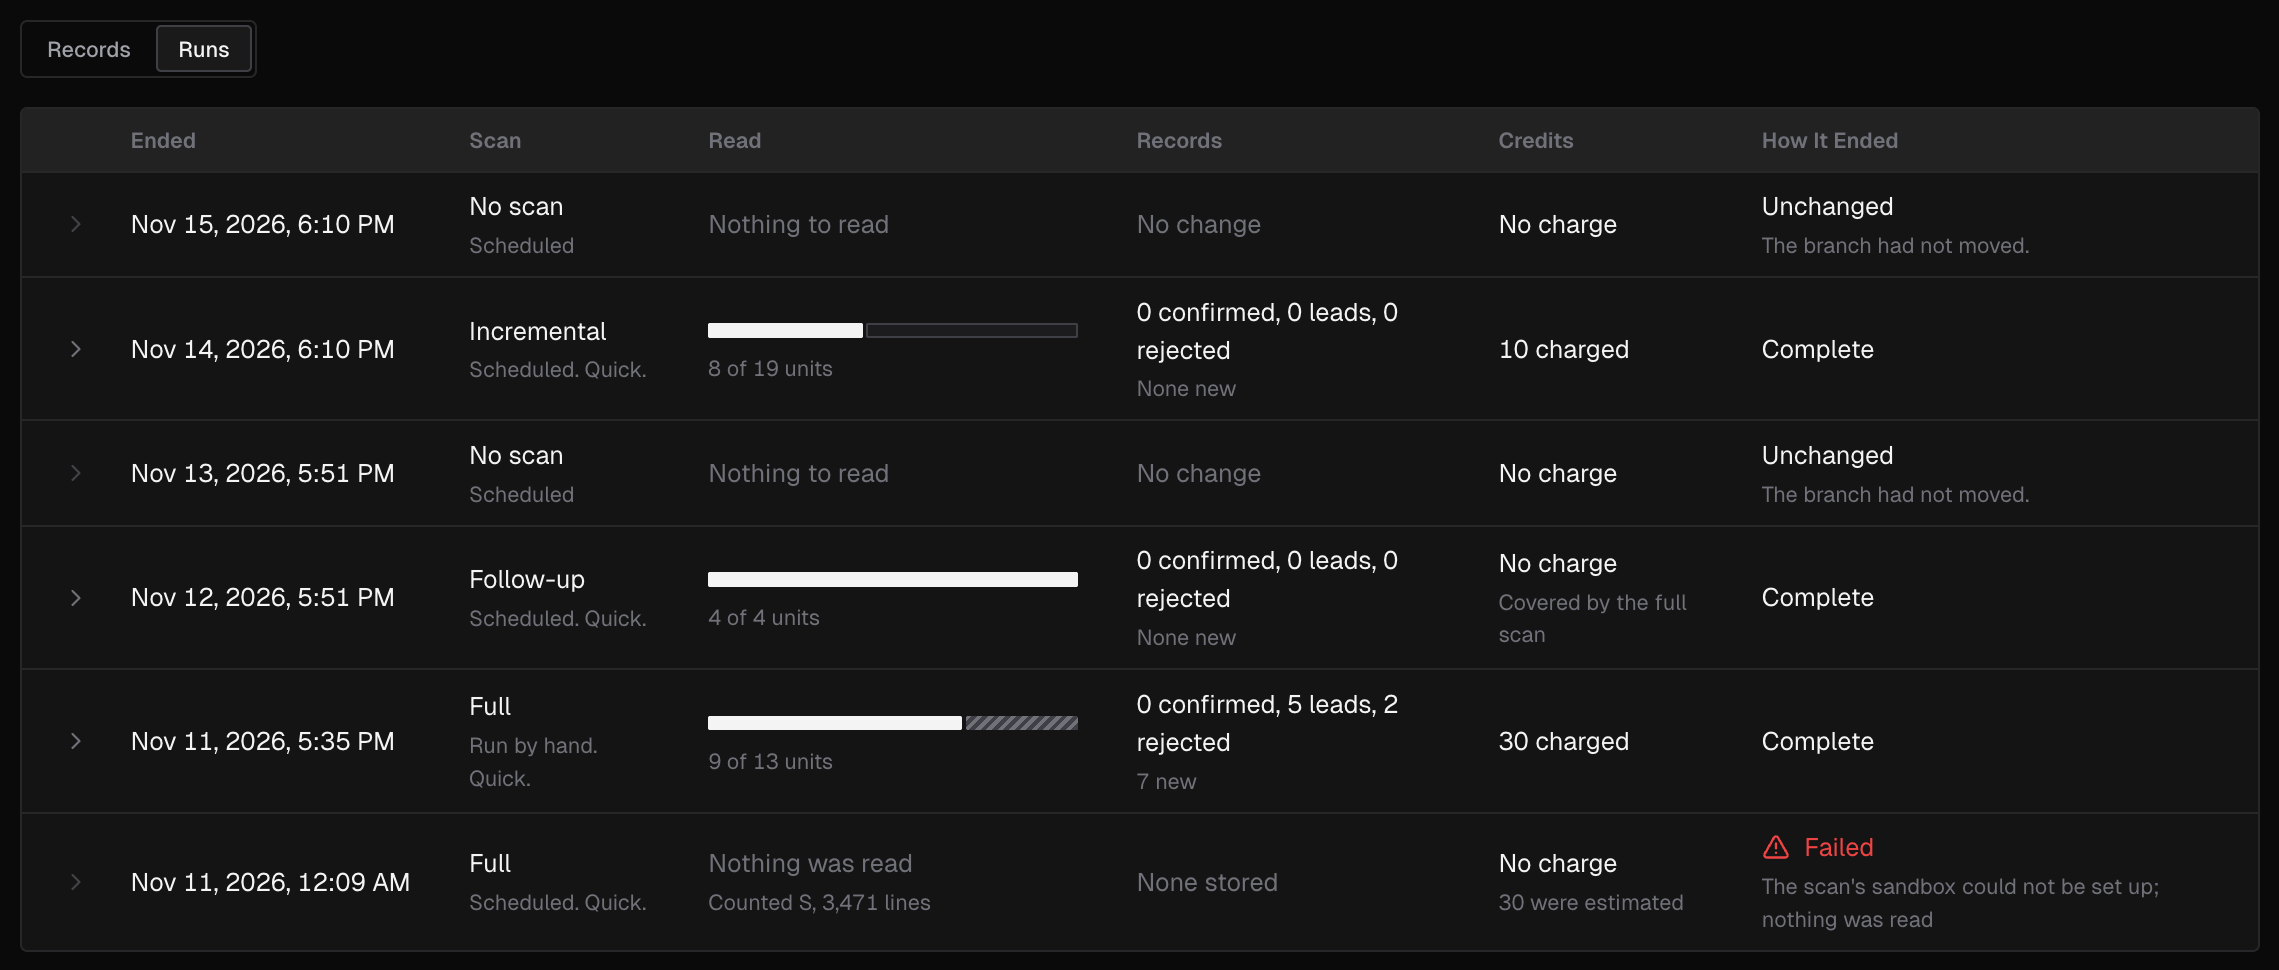 Records
Runs
Ended
Scan
Read
Records
Credits
How It Ended
Nov 15, 2026, 6:10 PM
No scan
Scheduled
Nothing to read
No change
No charge
Unchanged
The branch had not moved.
Nov 14, 2026, 6:10 PM
Incremental
Scheduled. Quick.
8 of 19 units
0 confirmed, 0 leads, 0
rejected
None new
10 charged
Complete
Nov 13, 2026, 5:51 PM
No scan
Scheduled
Nothing to read
No change
No charge
Unchanged
The branch had not moved.
Nov 12, 2026, 5:51 PM
Follow-up
Scheduled. Quick.
4 of 4 units
0 confirmed, 0 leads, 0
rejected
None new
No charge
Covered by the full
scan
Complete
Nov 11, 2026, 5:35 PM
Full
Run by hand.
Quick.
9 of 13 units
0 confirmed, 5 leads, 2
rejected
7 new
30 charged
Complete
Nov 11, 2026, 12:09 AM
Full
Scheduled. Quick.
Nothing was read
Counted S, 3,471 lines
None stored
No charge
30 were estimated
Failed
The scan's sandbox could not be set up;
nothing was read